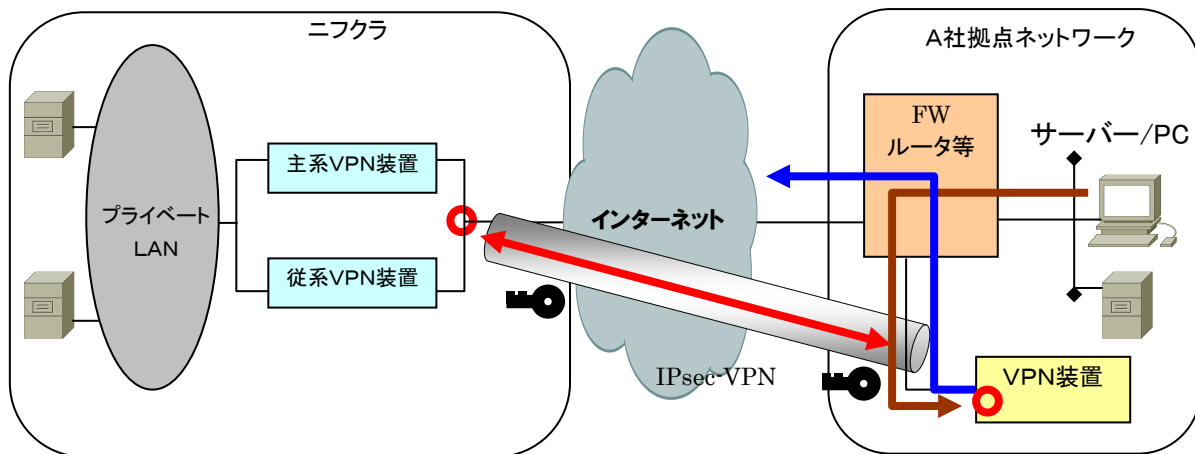 ニフクラ
A社拠点ネットワーク
FW
ルータ等
サーバー/PC
主系VPN装置
プライベート
LAN
インターネット
従系VPN装置
IPsec-VPN
VPN装置